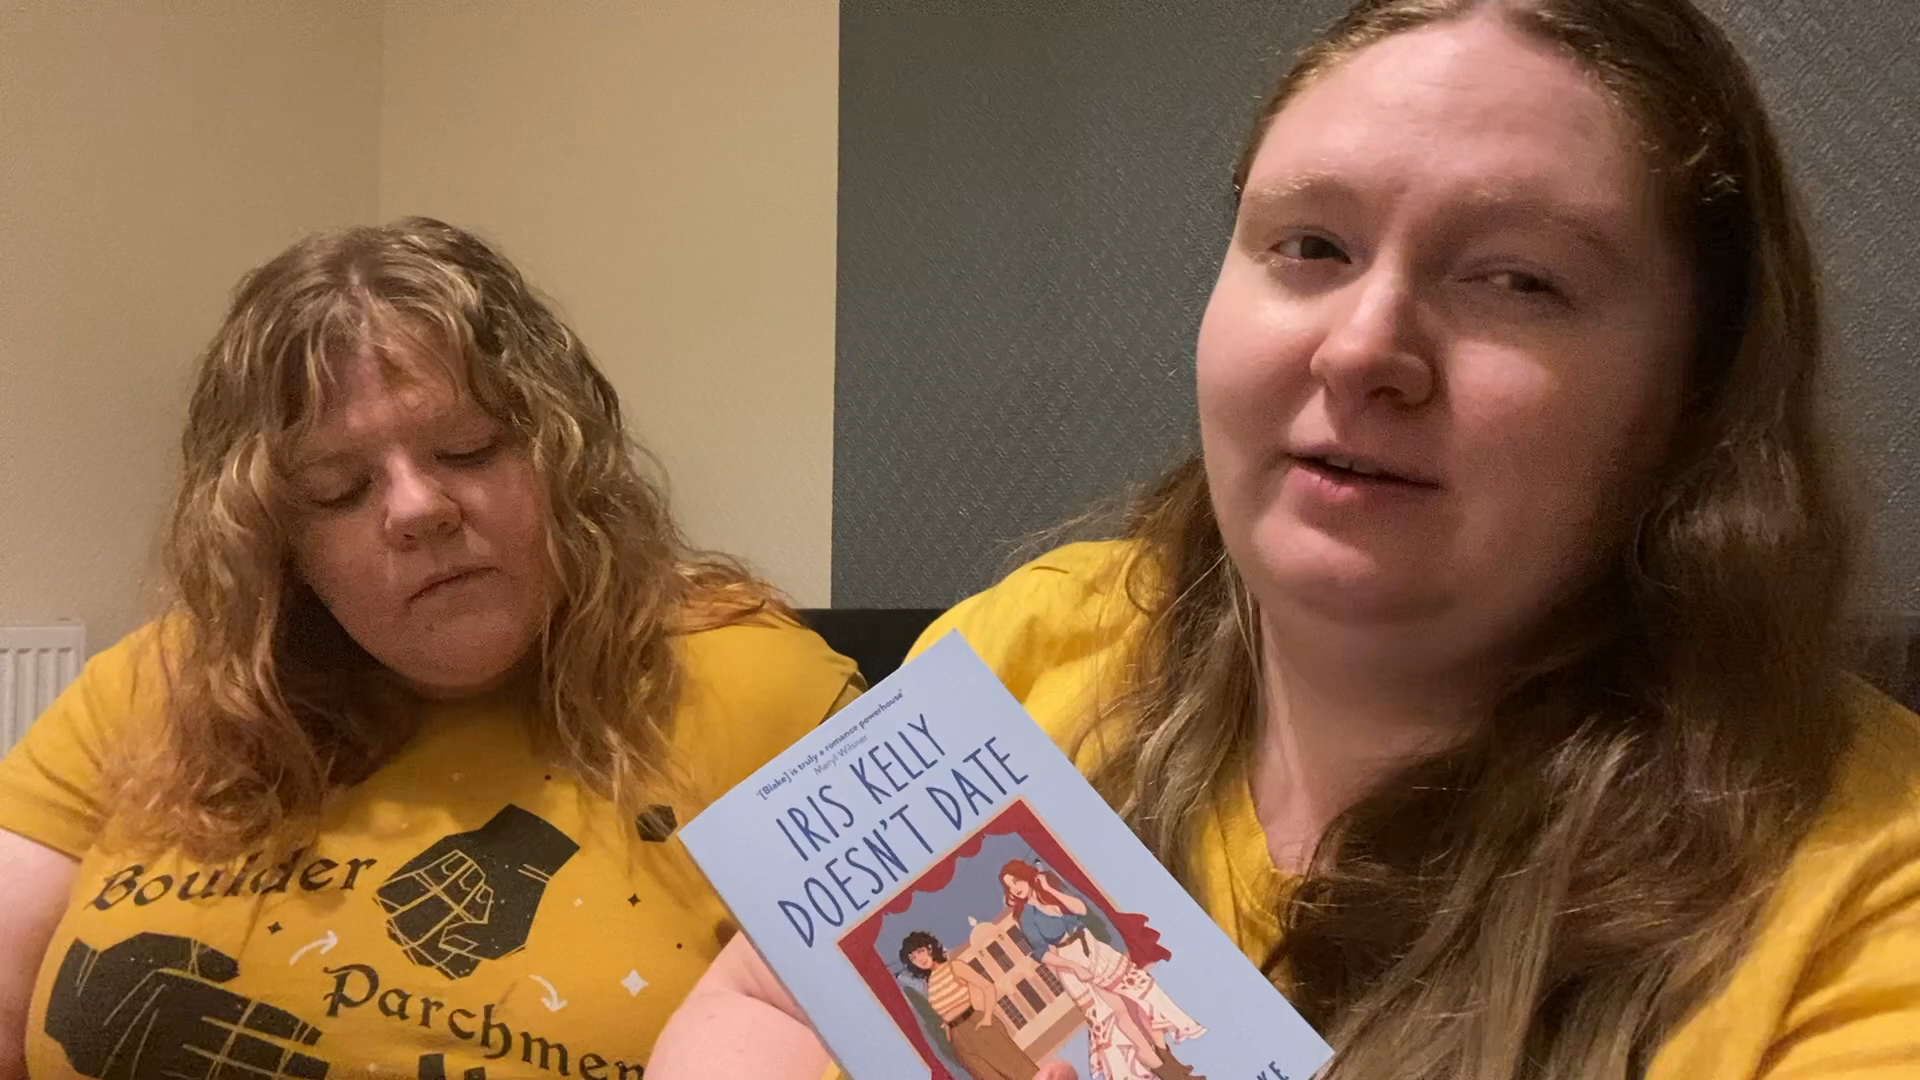 '[Blake] is truly a romance powerhouse'
Meryl Wilsner
IRIS KELLY
DOESN'T DATE
Boulder
Parchmen